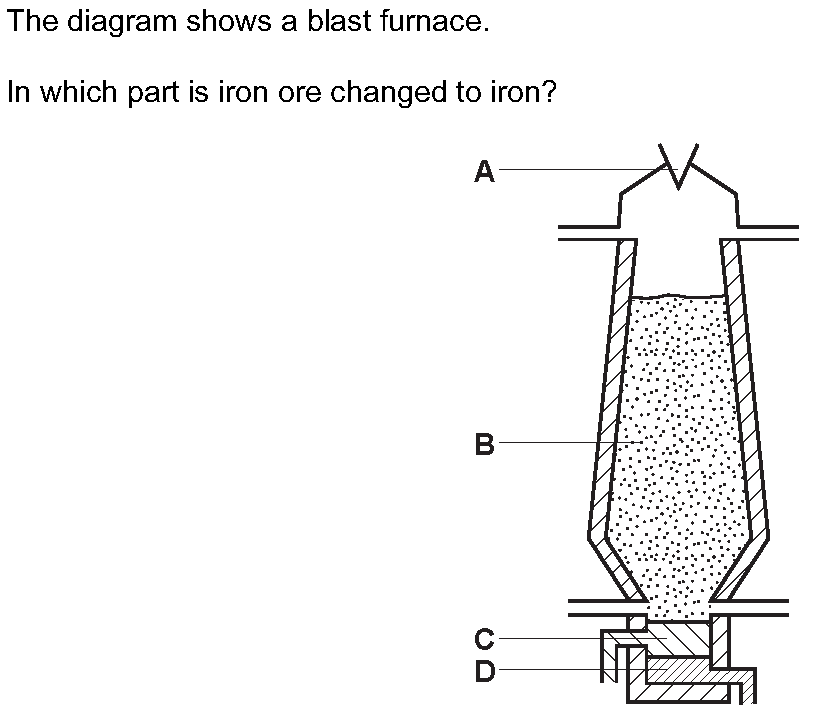 The diagram shows a blast furnace.
In which part is iron ore changed to iron?
A
B
C
D